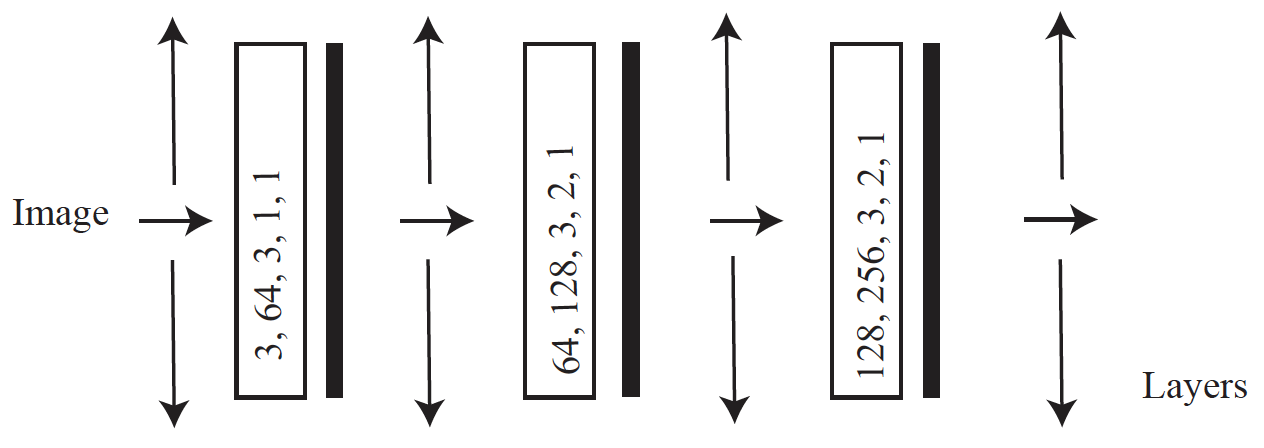 Image
3, 64, 3, 1, 1
64, 128, 3, 2, 1
128, 256, 3, 2, 1
Layers